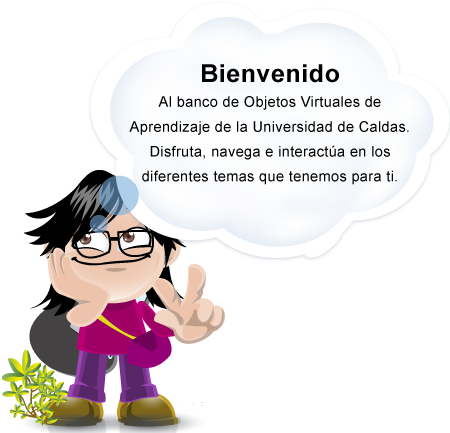 Bienvenido
Al banco de Objetos Virtuales de
Aprendizaje de la Universidad de Caldas.
Disfruta, navega e interactúa en los
diferentes temas que tenemos para ti.